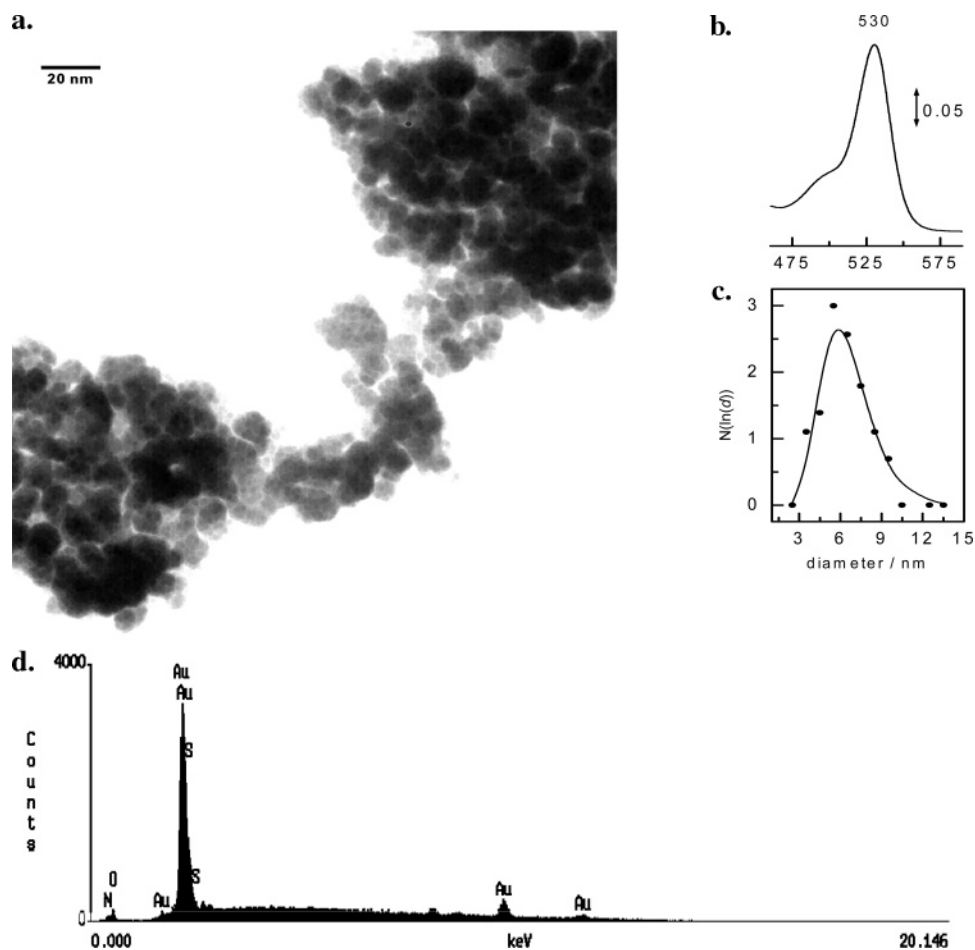 a.
20 nm
b.
530
0.05
475 525 575
c.
3
2
1
0
N(ln(d))
3 6 9 12 15
diameter / nm
d.
4000
Counts
0
Au
Au
S
S
O
N
Au
Au
Au
0.000 keV 20.146